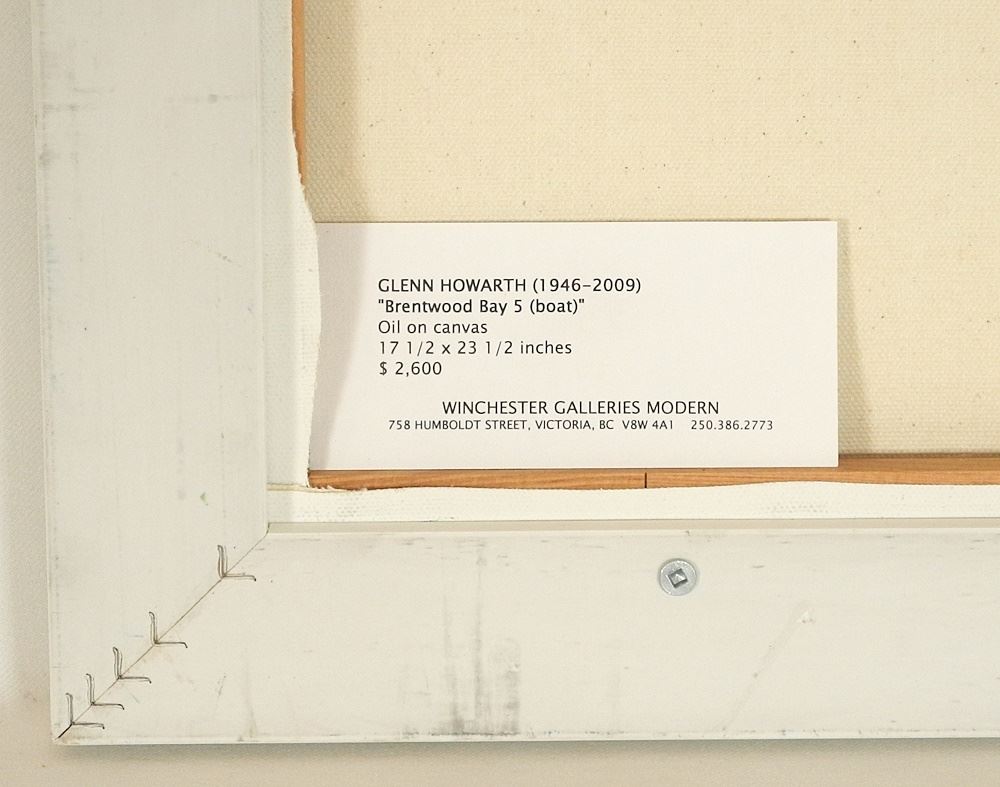 GLENN HOWARTH (1946-2009)
"Brentwood Bay 5 (boat)"
Oil on canvas
17 1/2 x 23 1/2 inches
$ 2,600
WINCHESTER GALLERIES MODERN
758 HUMBOLDT STREET, VICTORIA, BC V8W 4A1 250.386.2773